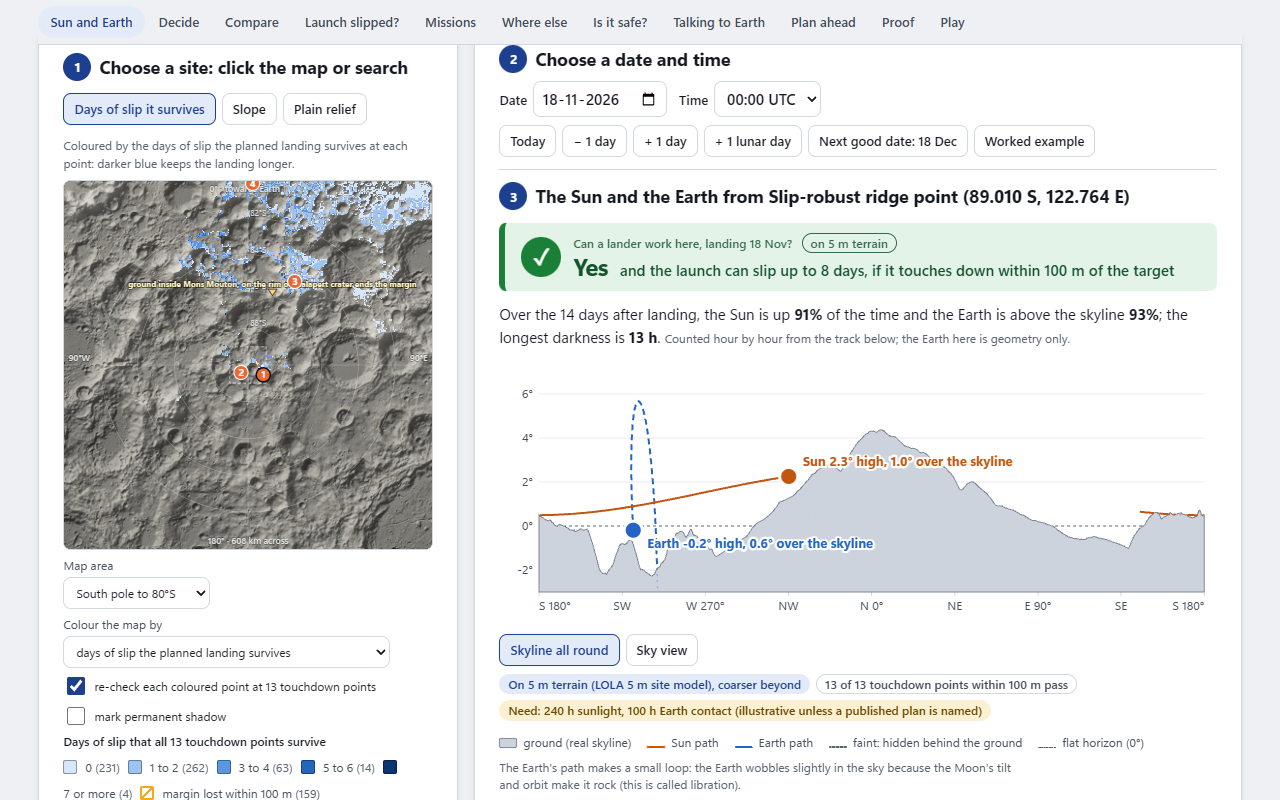 Sun and Earth
Decide
Compare
Launch slipped?
Missions
Where else
Is it safe?
Talking to Earth
Plan ahead
Proof
Play
1 Choose a site: click the map or search
Days of slip it survives
Slope
Plain relief
Coloured by the days of slip the planned landing survives at each
point: darker blue keeps the landing longer.
4
82°S
3
88°S
90°W
90°E
2
1
180° · 608 km across
Map area
South pole to 80°S
Colour the map by
days of slip the planned landing survives
re-check each coloured point at 13 touchdown points
mark permanent shadow
Days of slip that all 13 touchdown points survive
0 (231)
1 to 2 (262)
3 to 4 (63)
5 to 6 (14)
7 or more (4)
margin lost within 100 m (159)
2 Choose a date and time
Date 18-11-2026
Time 00:00 UTC
Today
− 1 day
+ 1 day
+ 1 lunar day
Next good date: 18 Dec
Worked example
3 The Sun and the Earth from Slip-robust ridge point (89.010 S, 122.764 E)
Can a lander work here, landing 18 Nov?
on 5 m terrain
Yes and the launch can slip up to 8 days, if it touches down within 100 m of the target
Over the 14 days after landing, the Sun is up 91% of the time and the Earth is above the skyline 93%; the
longest darkness is 13 h. Counted hour by hour from the track below; the Earth here is geometry only.
6°
4°
2°
0°
-2°
Sun 2.3° high, 1.0° over the skyline
Earth -0.2° high, 0.6° over the skyline
S 180°
SW
W 270°
NW
N 0°
NE
E 90°
SE
S 180°
Skyline all round
Sky view
On 5 m terrain (LOLA 5 m site model), coarser beyond
13 of 13 touchdown points within 100 m pass
Need: 240 h sunlight, 100 h Earth contact (illustrative unless a published plan is named)
ground (real skyline)
Sun path
Earth path
faint: hidden behind the ground
flat horizon (0°)
The Earth's path makes a small loop: the Earth wobbles slightly in the sky because the Moon's tilt
and orbit make it rock (this is called libration).